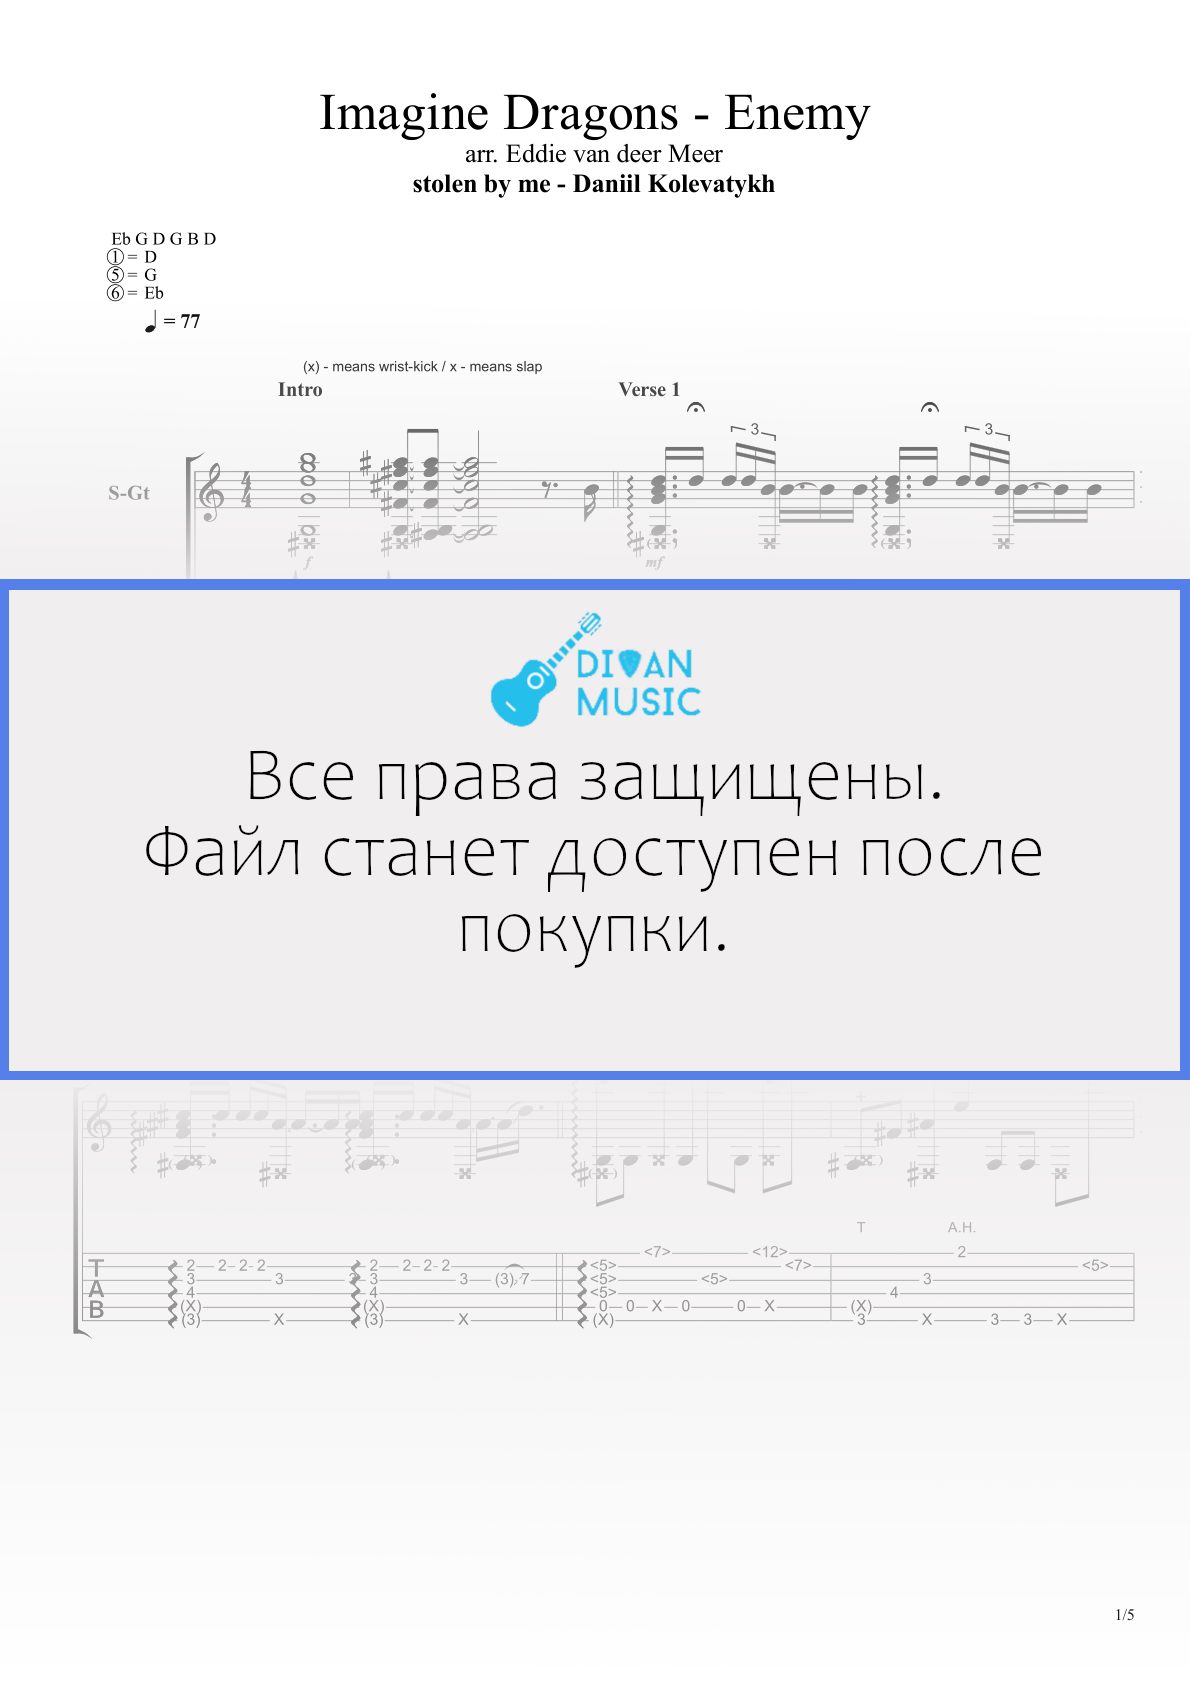 Imagine Dragons - Enemy
arr. Eddie van deer Meer
stolen by me - Daniil Kolevatykh
Eb G D G B D
① = D
⑤ = G
⑥ = Eb
= 77
(x) - means wrist-kick / x - means slap
Intro
Verse 1
3
3
S-Gt
4
4
f
mf
DIVAN
MUSIC
Все права защищены.
Файл станет доступен после
покупки.
T A.H.
<7> <12> 2
T 2 2 2 2 2 2 2 2 <5> <7> <5>
3 3 3 3 3 (3) 7 <5> <5> 3
A 4 4 <5> 4
B (X) (X) 0 0 X 0 0 X (X)
(3) X (3) X (X) 3 X 3 3 X
1/5